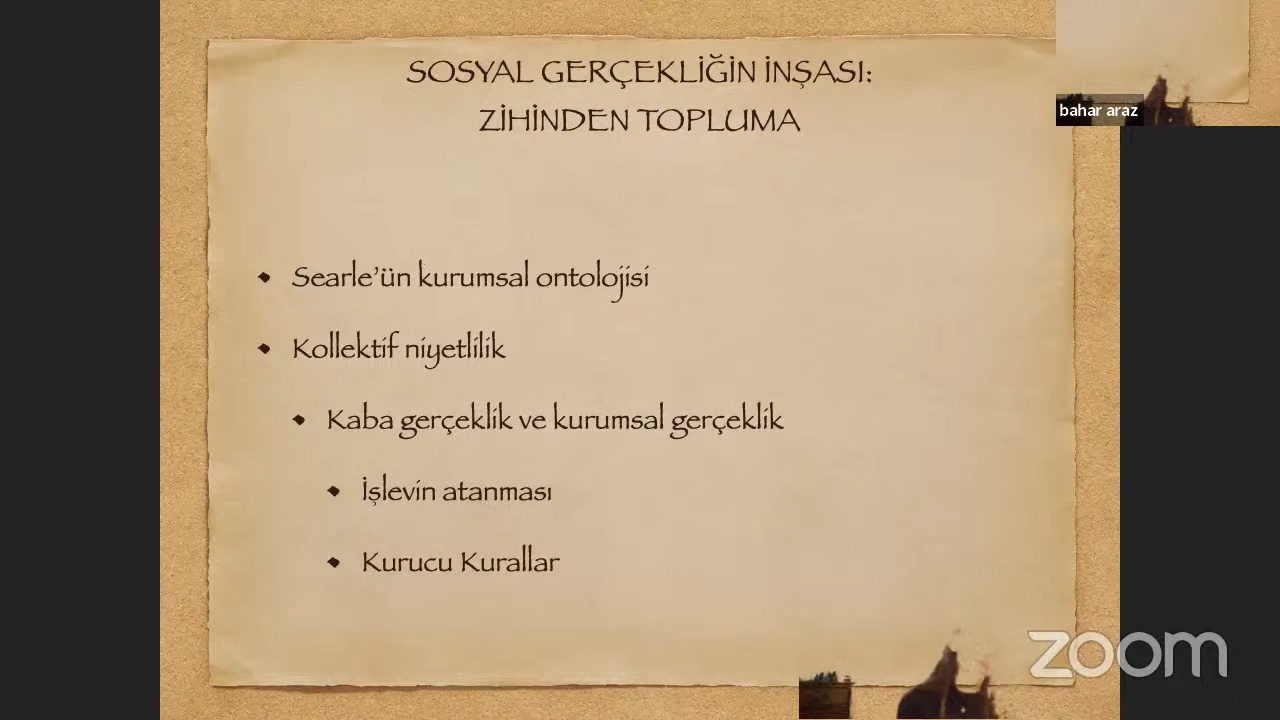 SOSYAL GERÇEKLİĞİN İNŞASI:
ZİHİNDEN TOPLUMA
bahar araz
Searle'ün kurumsal ontolojisi
Kollektif niyetlilik
Kaba gerçeklik ve kurumsal gerçeklik
İşlevin atanması
Kurucu Kurallar
zoom